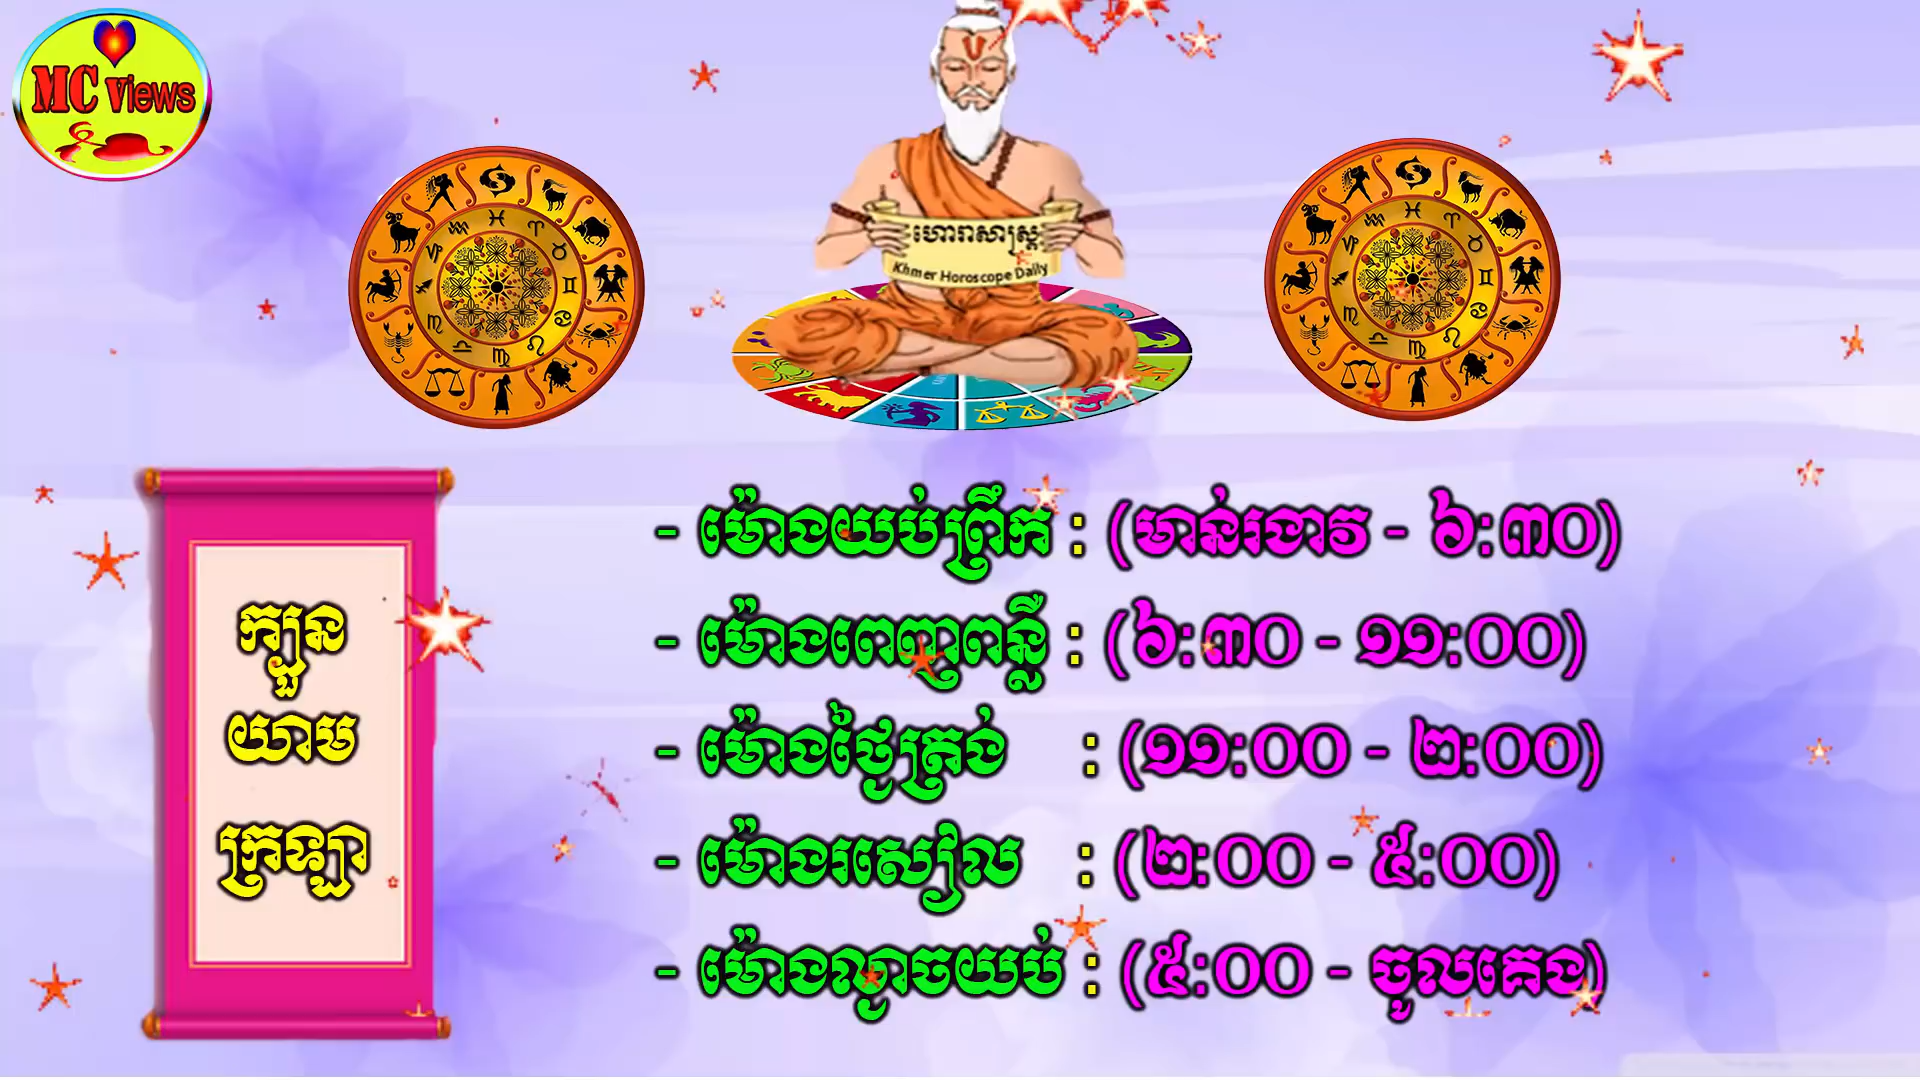 MC Views
ហោរាសាស្ត្រ
Khmer Horoscope Daily
- ម៉ោងយប់ព្រឹក : (មាន់រងាវ - ៦:៣០)
- ម៉ោងពេញពន្លឺ : (៦:៣០ - ១១:០០)
- ម៉ោងថ្ងៃត្រង់ : (១១:០០ - ២:០០)
- ម៉ោងរសៀល : (២:០០ - ៥:០០)
- ម៉ោងល្ងាចយប់ : (៥:០០ - ចូលគេង)
ក្បួន
យាម
ក្រឡា